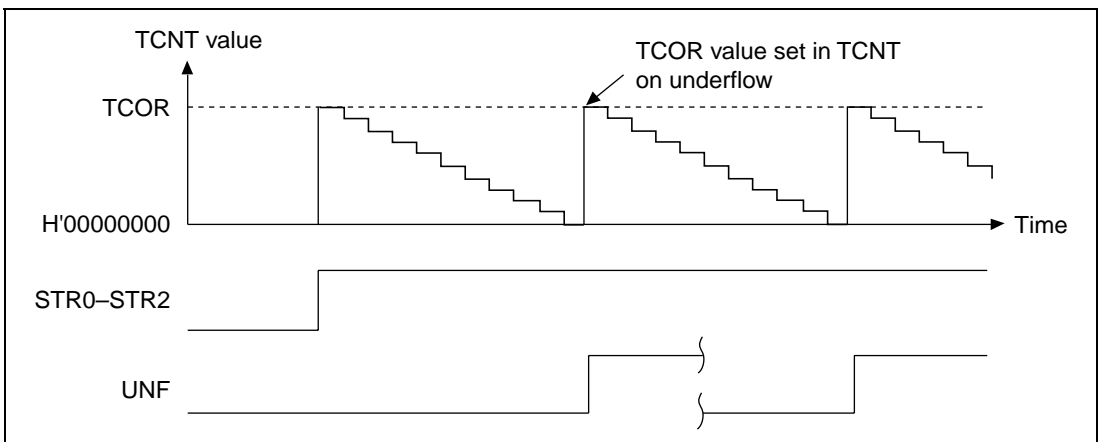 TCNT value
TCOR value set in TCNT
on underflow
TCOR
H'00000000
Time
STR0–STR2
UNF